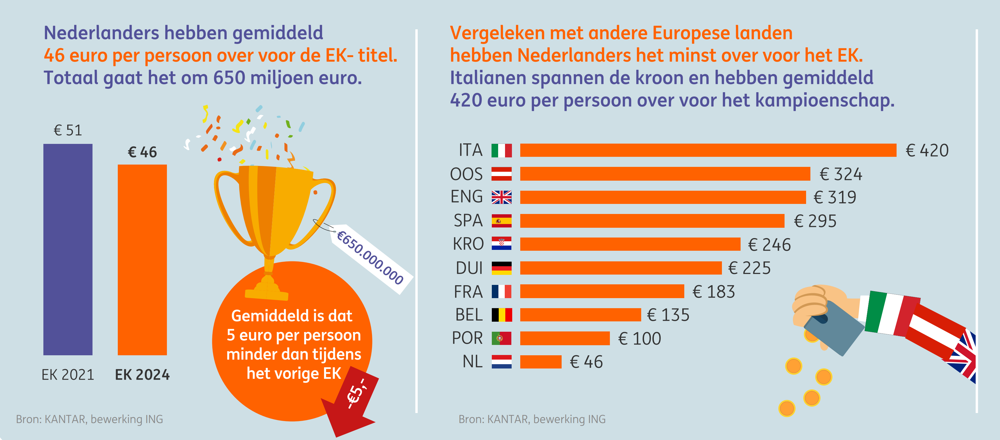 Nederlanders hebben gemiddeld
46 euro per persoon over voor de EK- titel.
Totaal gaat het om 650 miljoen euro.
€ 51
€ 46
EK 2021
EK 2024
€650.000.000
Gemiddeld is dat
5 euro per persoon
minder dan tijdens
het vorige EK
-€5,-
Bron: KANTAR, bewerking ING
Vergeleken met andere Europese landen
hebben Nederlanders het minst over voor het EK.
Italianen spannen de kroon en hebben gemiddeld
420 euro per persoon over voor het kampioenschap.
ITA € 420
OOS € 324
ENG € 319
SPA € 295
KRO € 246
DUI € 225
FRA € 183
BEL € 135
POR € 100
NL € 46
Bron: KANTAR, bewerking ING